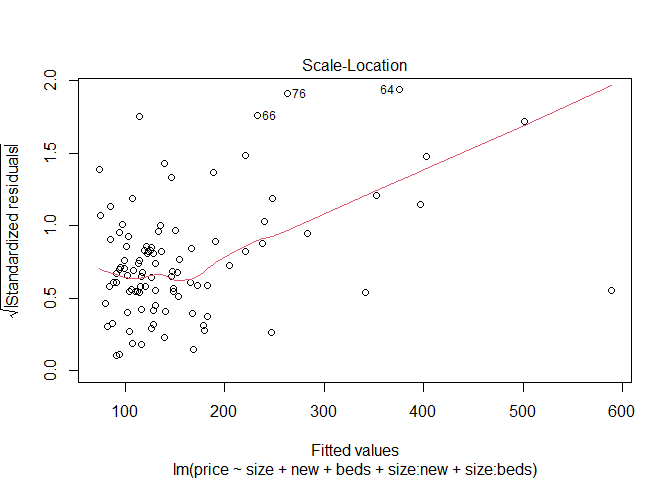 Scale-Location
√|Standardized residuals|
2.0
1.5
1.0
0.5
0.0
76
64
66
100 200 300 400 500 600
Fitted values
lm(price ~ size + new + beds + size:new + size:beds)